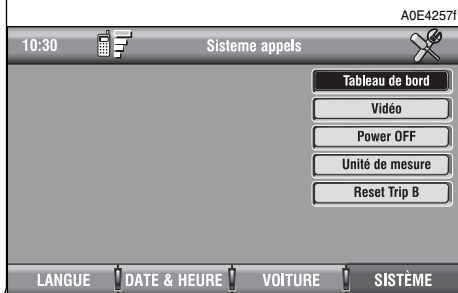 A0E4257f
10:30 Sisteme appels
Tableau de bord
Vidéo
Power OFF
Unité de mesure
Reset Trip B
LANGUE DATE & HEURE VOITURE SISTÈME